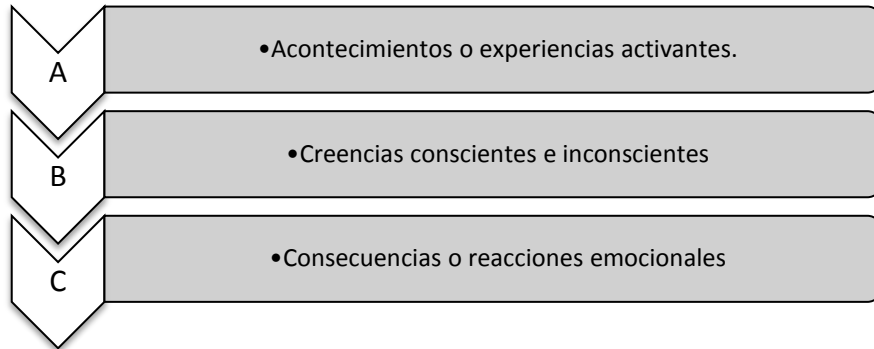 A
•Acontecimientos o experiencias activantes.
B
•Creencias conscientes e inconscientes
C
•Consecuencias o reacciones emocionales